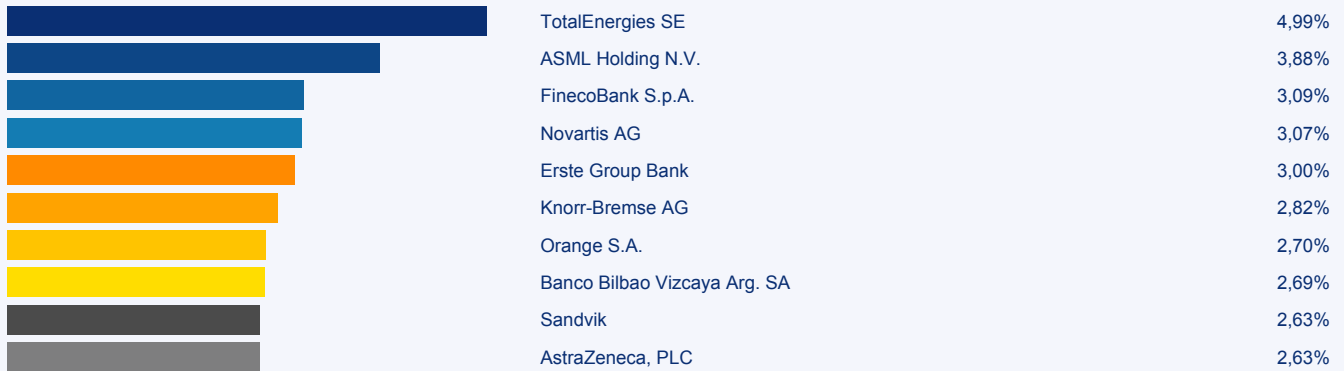 TotalEnergies SE 4,99%
ASML Holding N.V. 3,88%
FinecoBank S.p.A. 3,09%
Novartis AG 3,07%
Erste Group Bank 3,00%
Knorr-Bremse AG 2,82%
Orange S.A. 2,70%
Banco Bilbao Vizcaya Arg. SA 2,69%
Sandvik 2,63%
AstraZeneca, PLC 2,63%